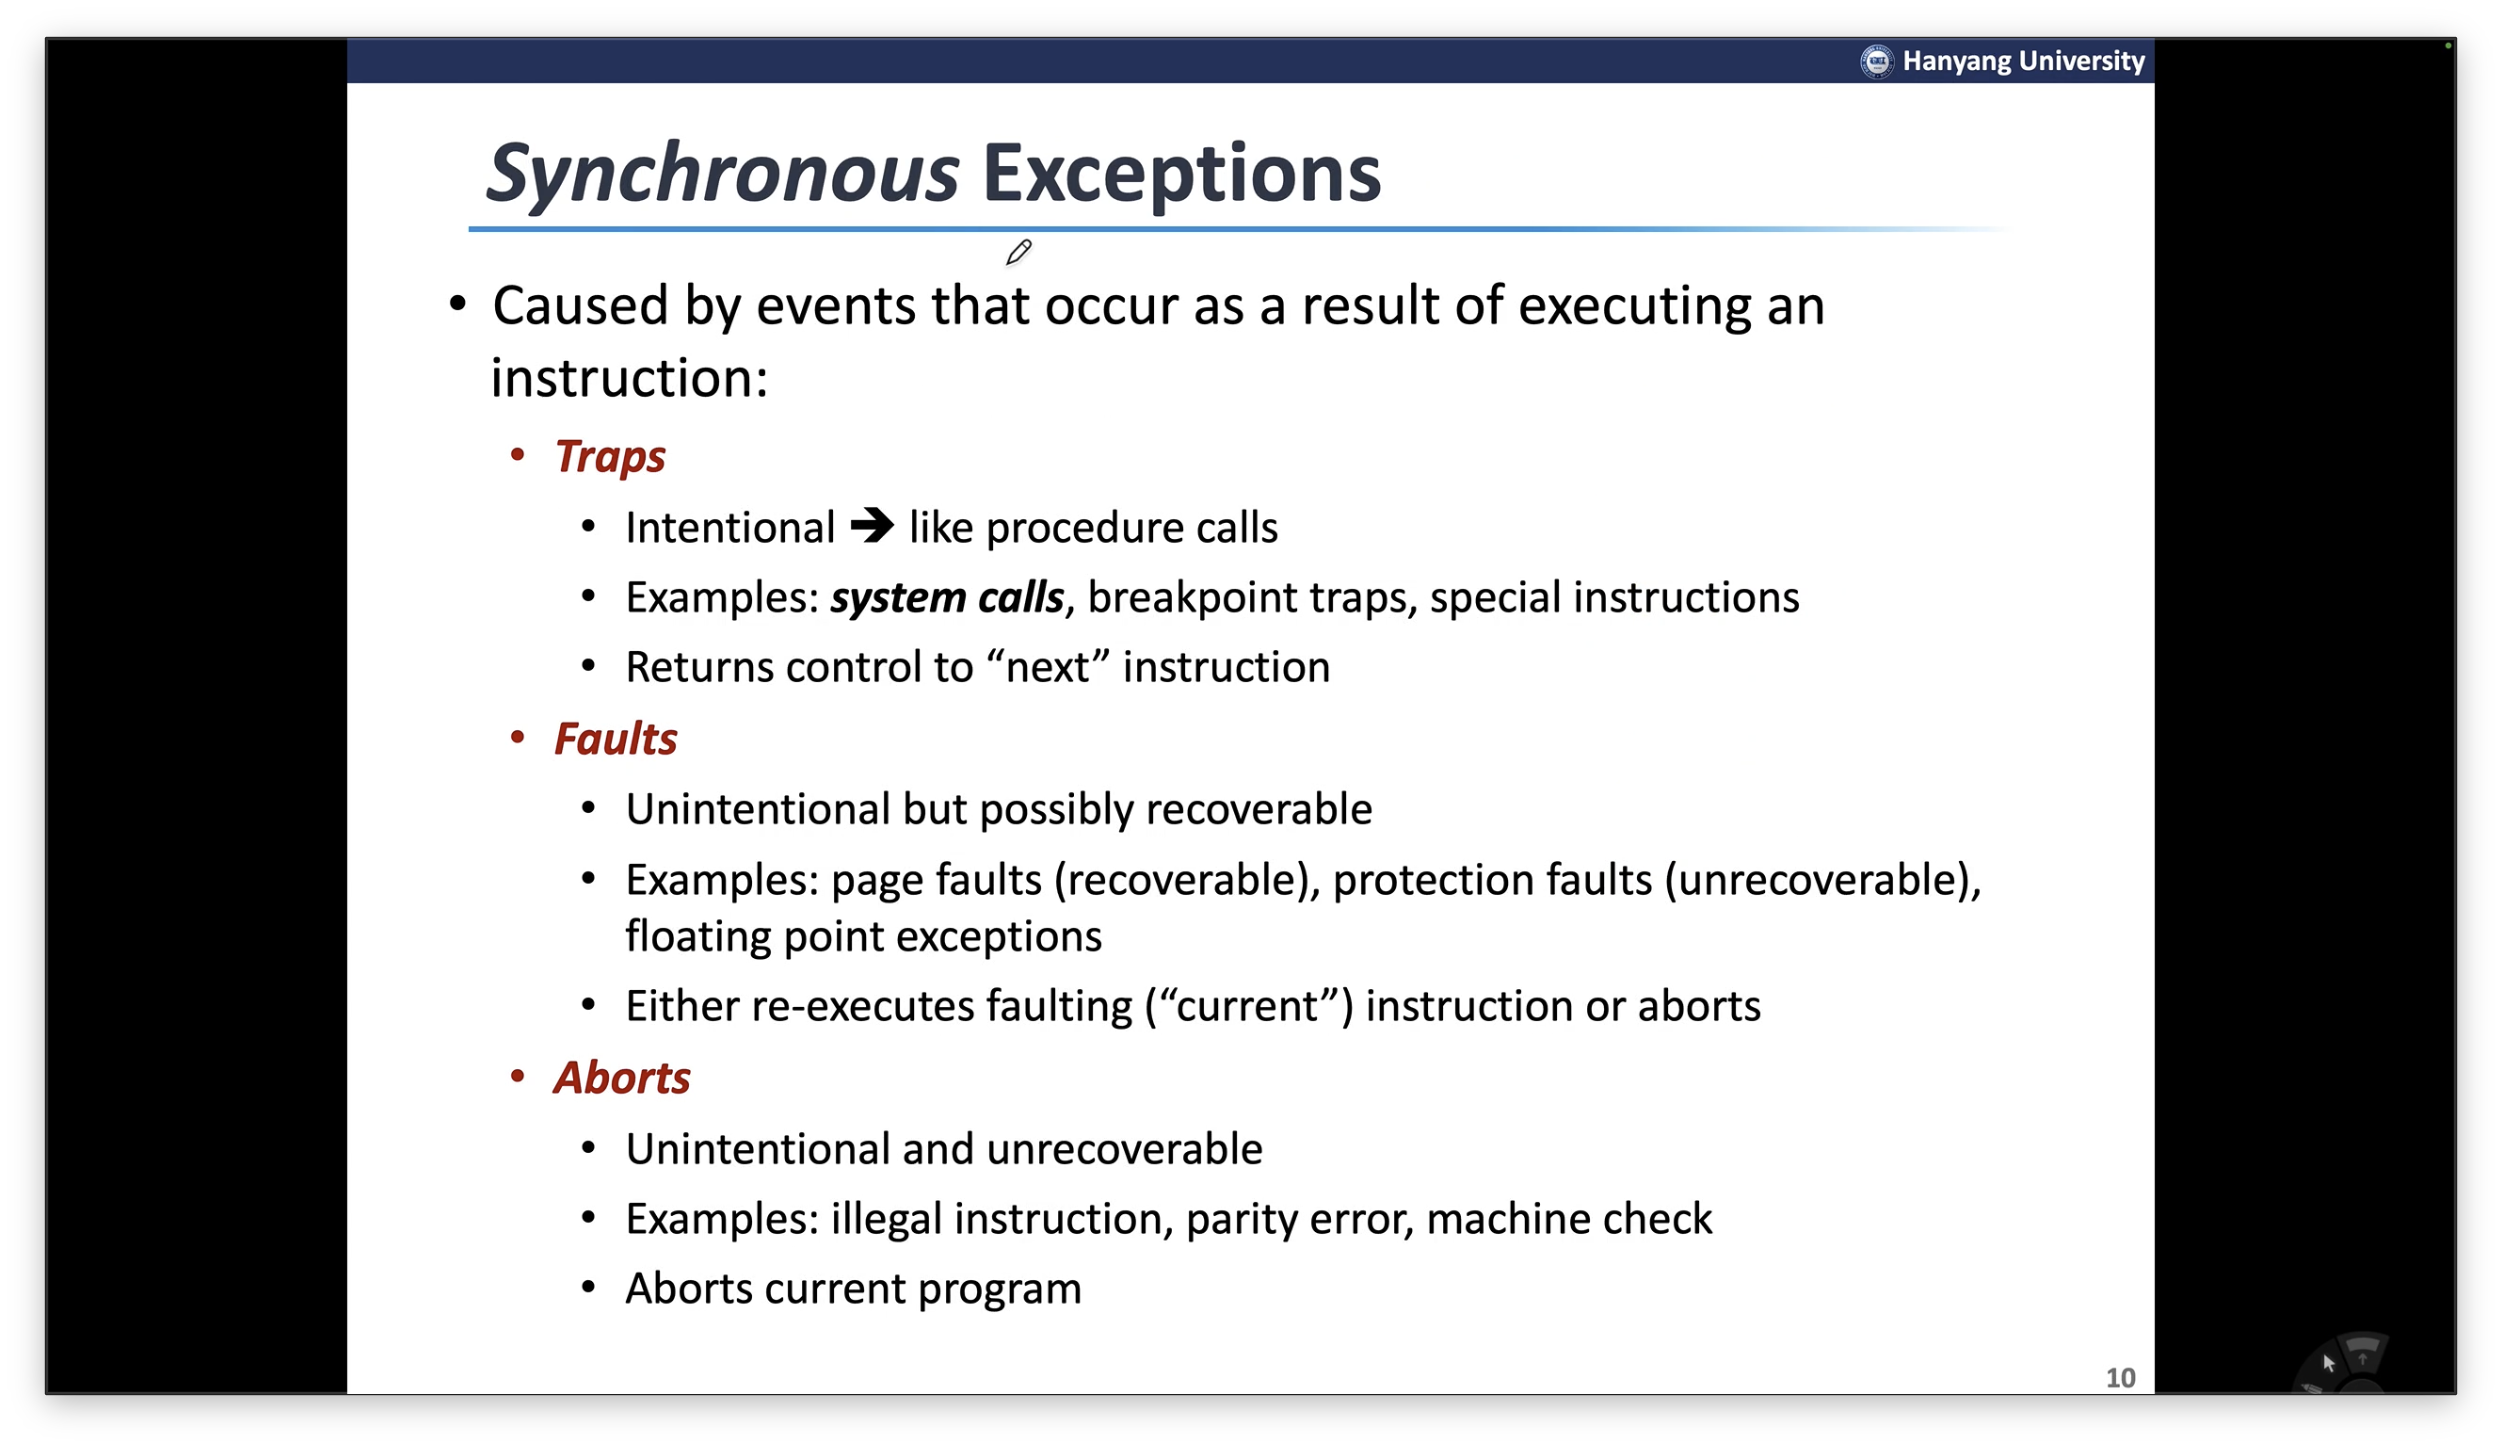 Hanyang University
Synchronous Exceptions
• Caused by events that occur as a result of executing an
instruction:
• Traps
• Intentional ➔ like procedure calls
• Examples: system calls, breakpoint traps, special instructions
• Returns control to “next” instruction
• Faults
• Unintentional but possibly recoverable
• Examples: page faults (recoverable), protection faults (unrecoverable),
floating point exceptions
• Either re-executes faulting (“current”) instruction or aborts
• Aborts
• Unintentional and unrecoverable
• Examples: illegal instruction, parity error, machine check
• Aborts current program
10